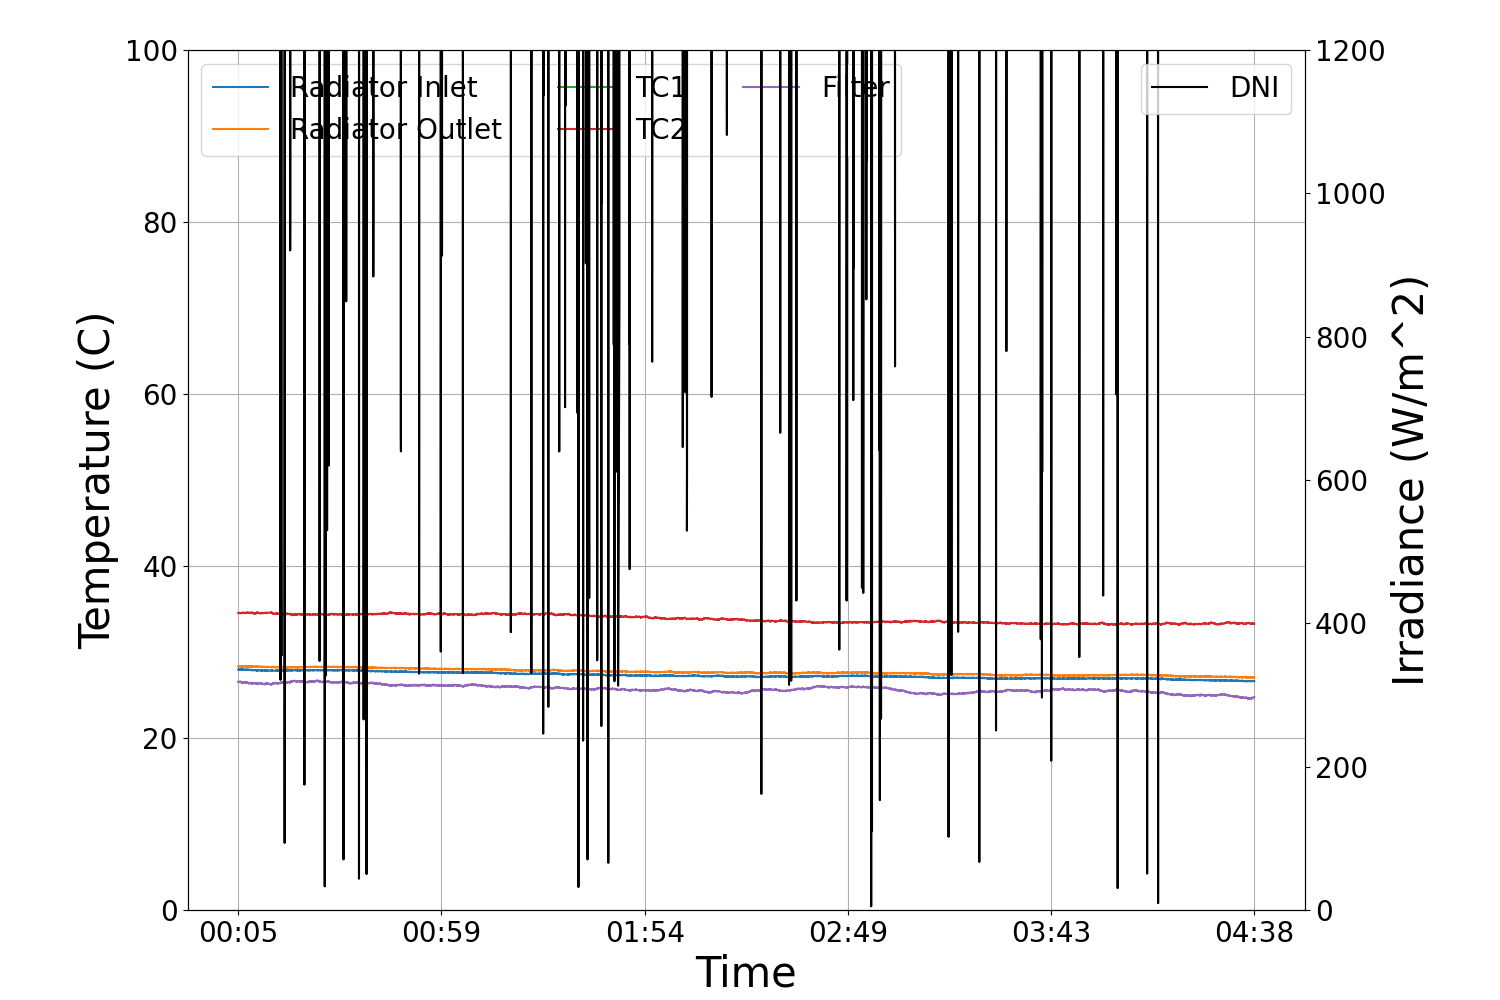 100
80
60
40
20
0
Temperature (C)
Radiator Inlet
Radiator Outlet
TC1
TC2
Filter
DNI
1200
1000
800
600
400
200
0
Irradiance (W/m^2)
00:05 00:59 01:54 02:49 03:43 04:38
Time